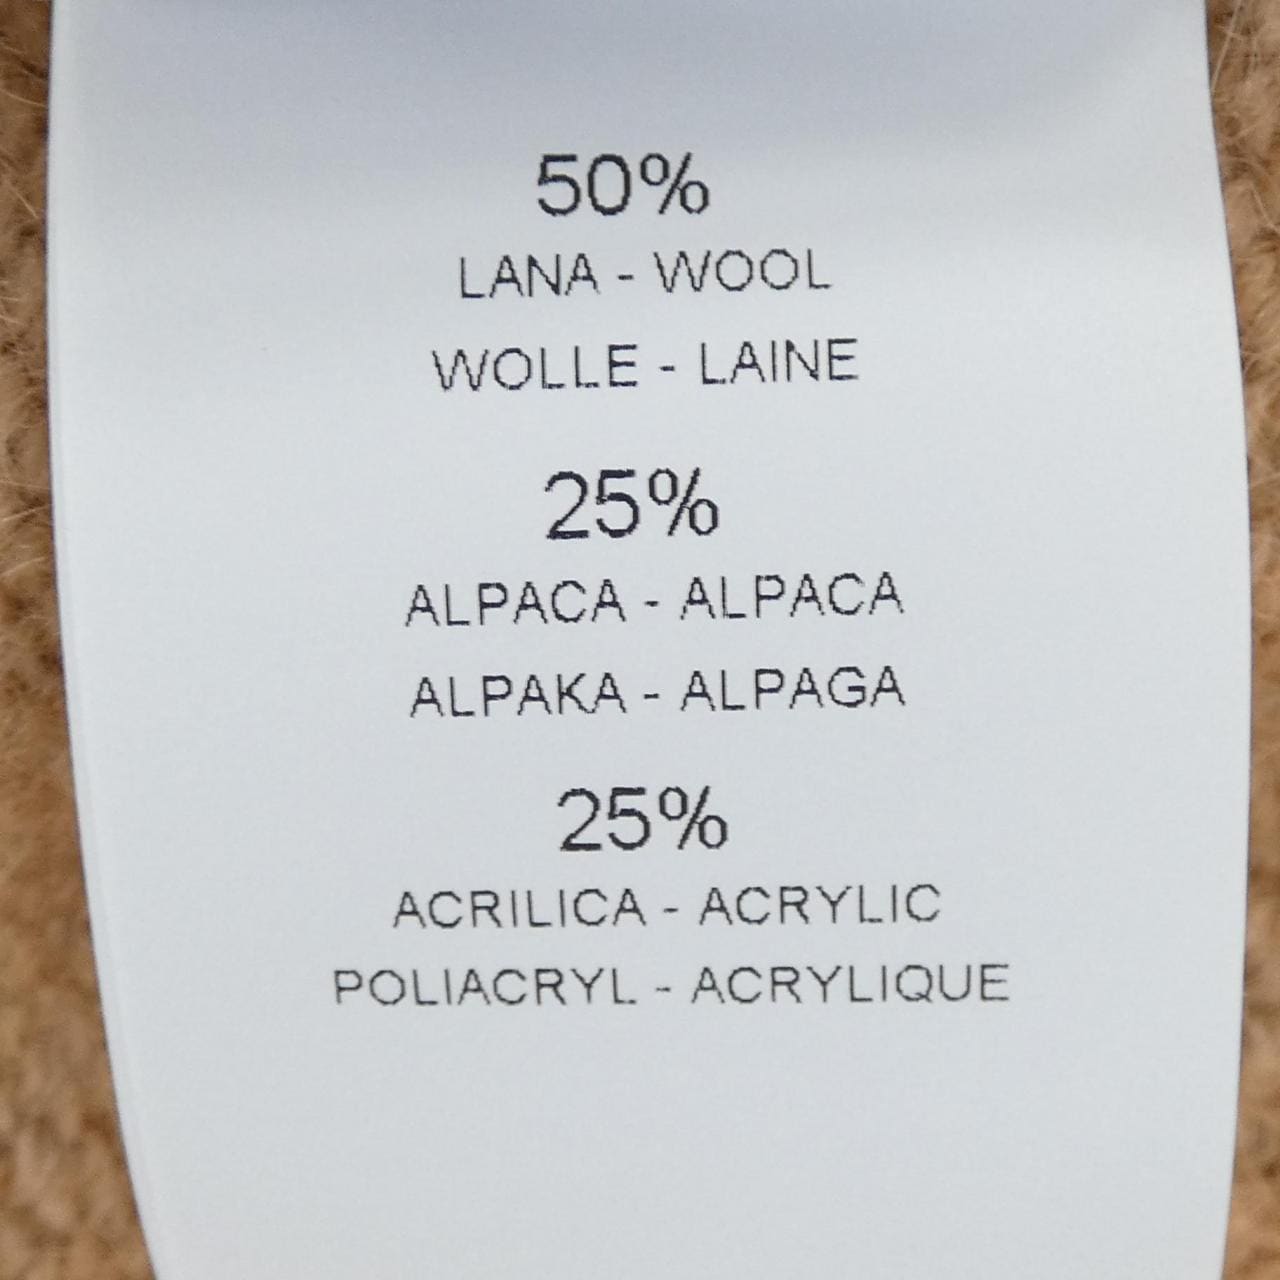 50%
LANA - WOOL
WOLLE - LAINE
25%
ALPACA - ALPACA
ALPAKA - ALPAGA
25%
ACRILICA - ACRYLIC
POLIACRYL - ACRYLIQUE